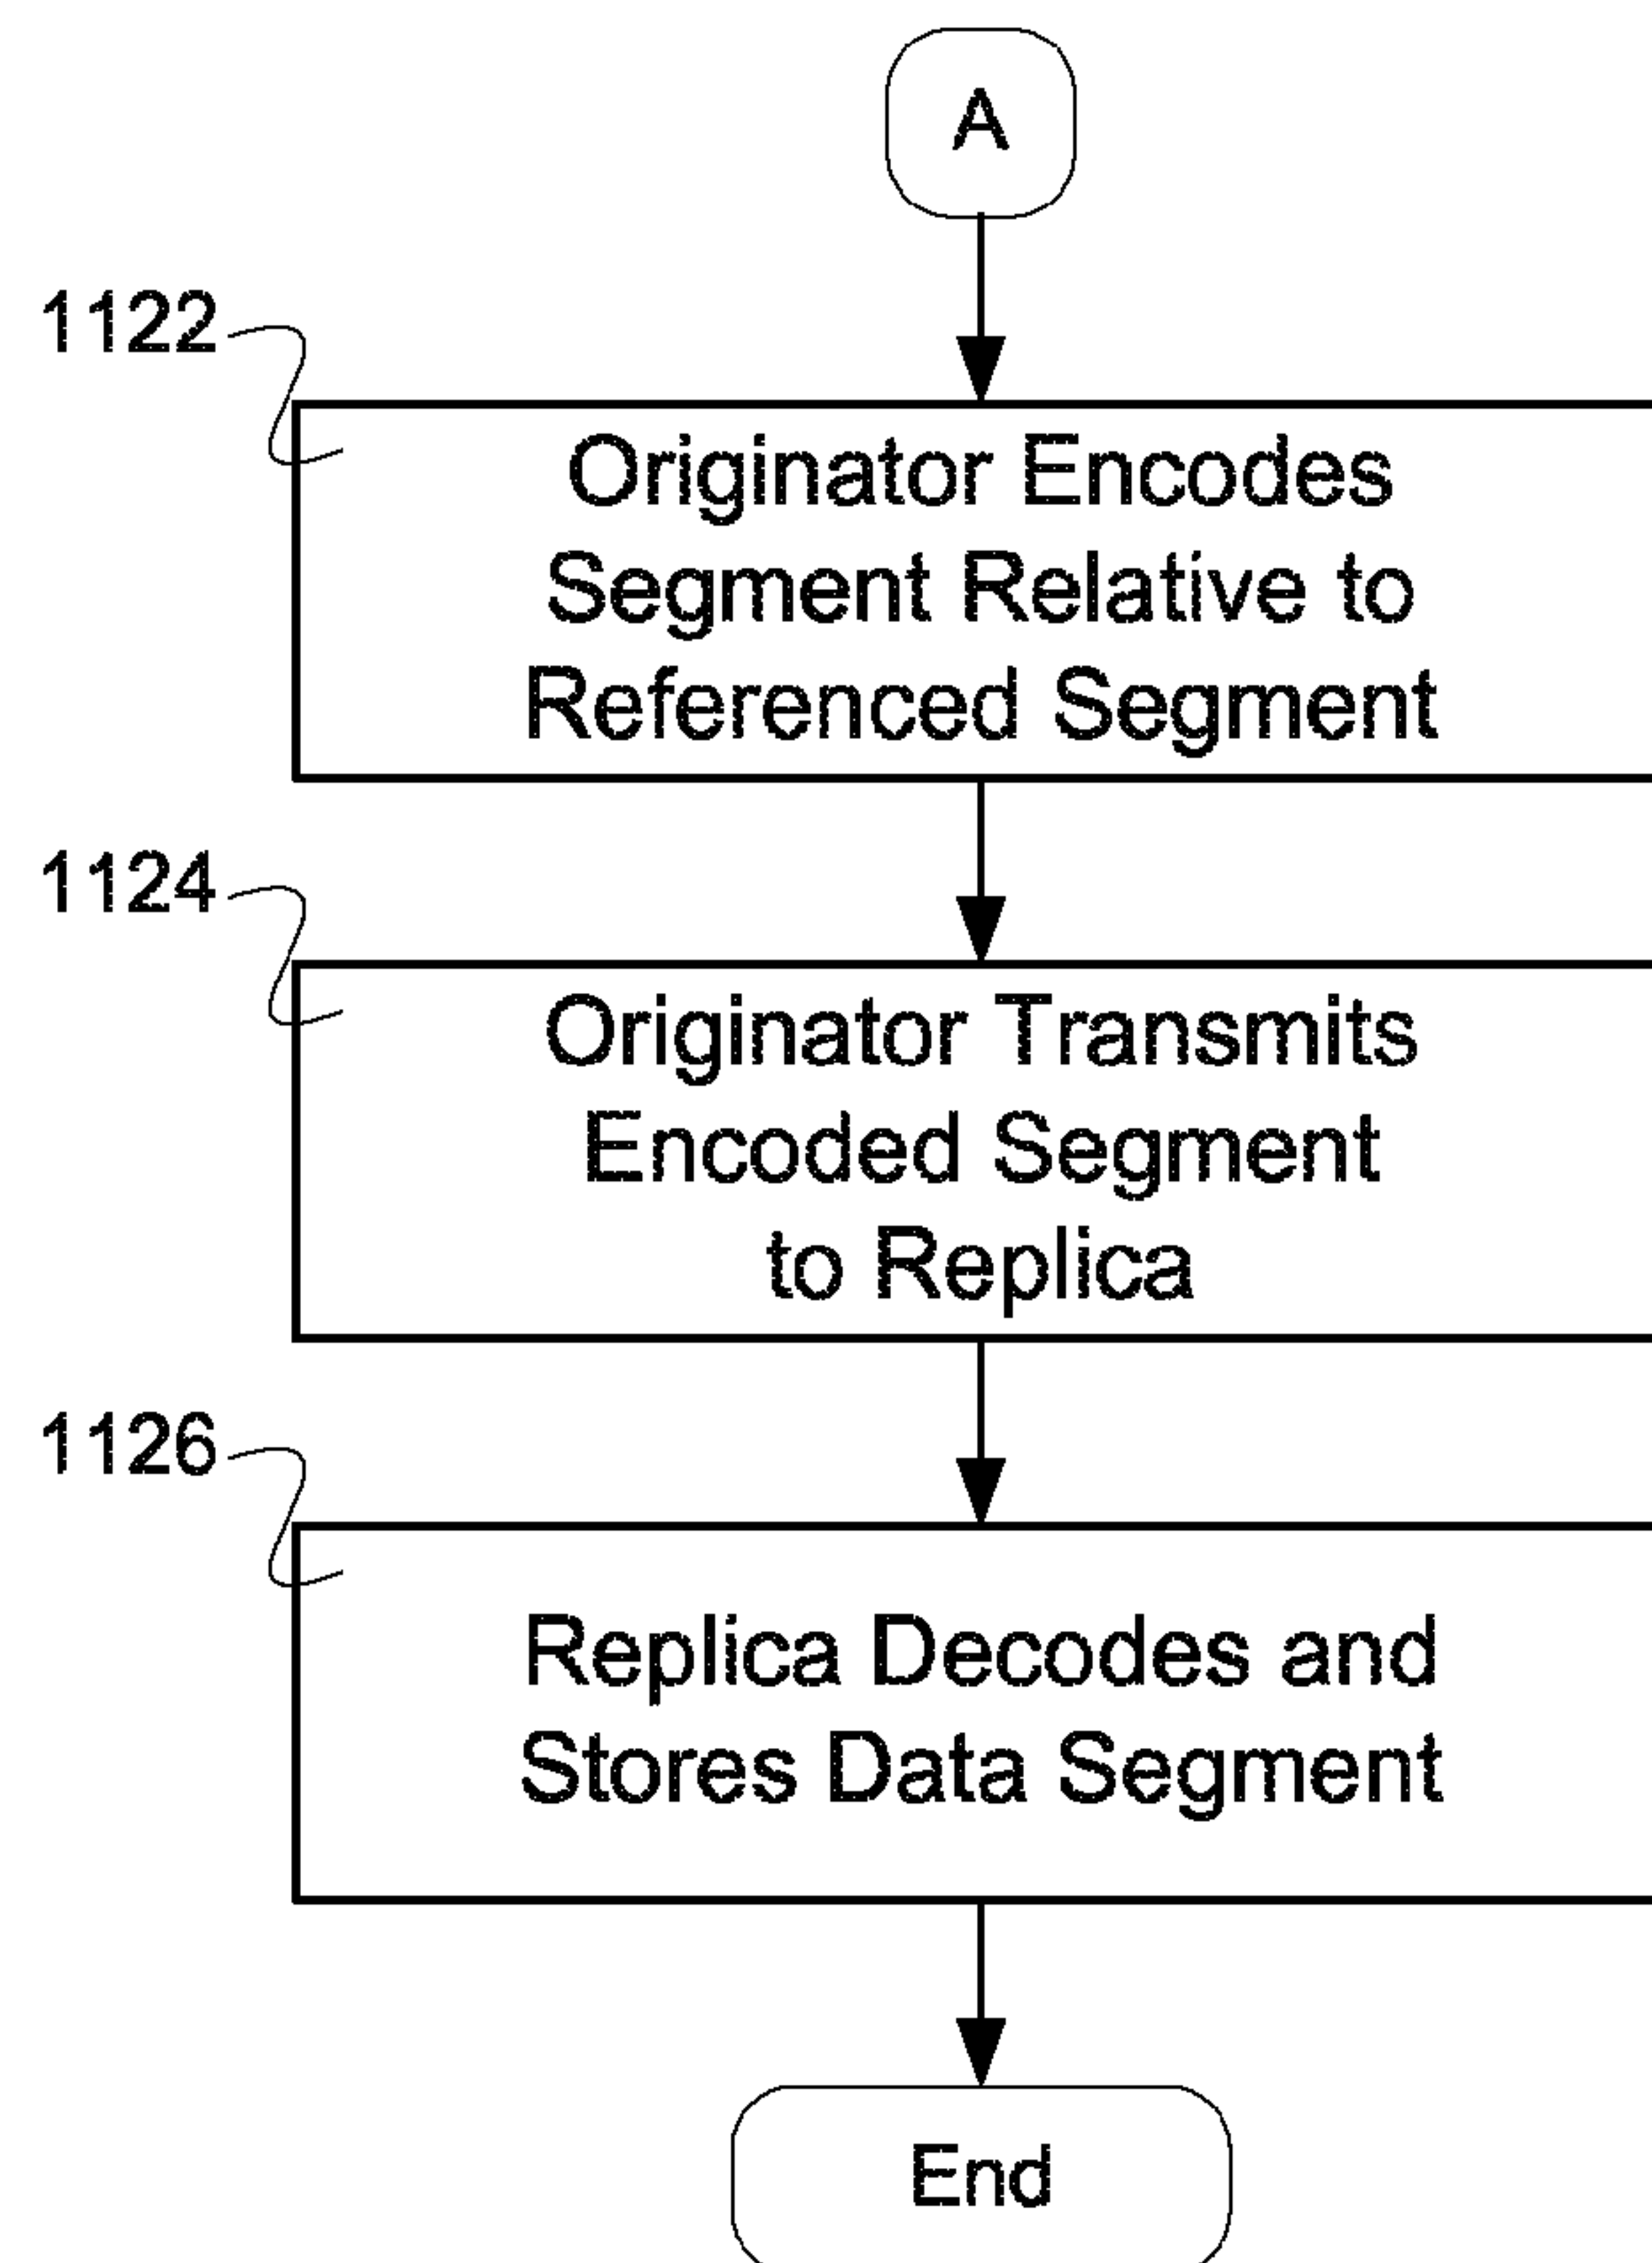 A
1122
Originator Encodes
Segment Relative to
Referenced Segment
1124
Originator Transmits
Encoded Segment
to Replica
1126
Replica Decodes and
Stores Data Segment
End